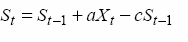 S_t = S_{t-1} + aX_t - cS_{t-1}